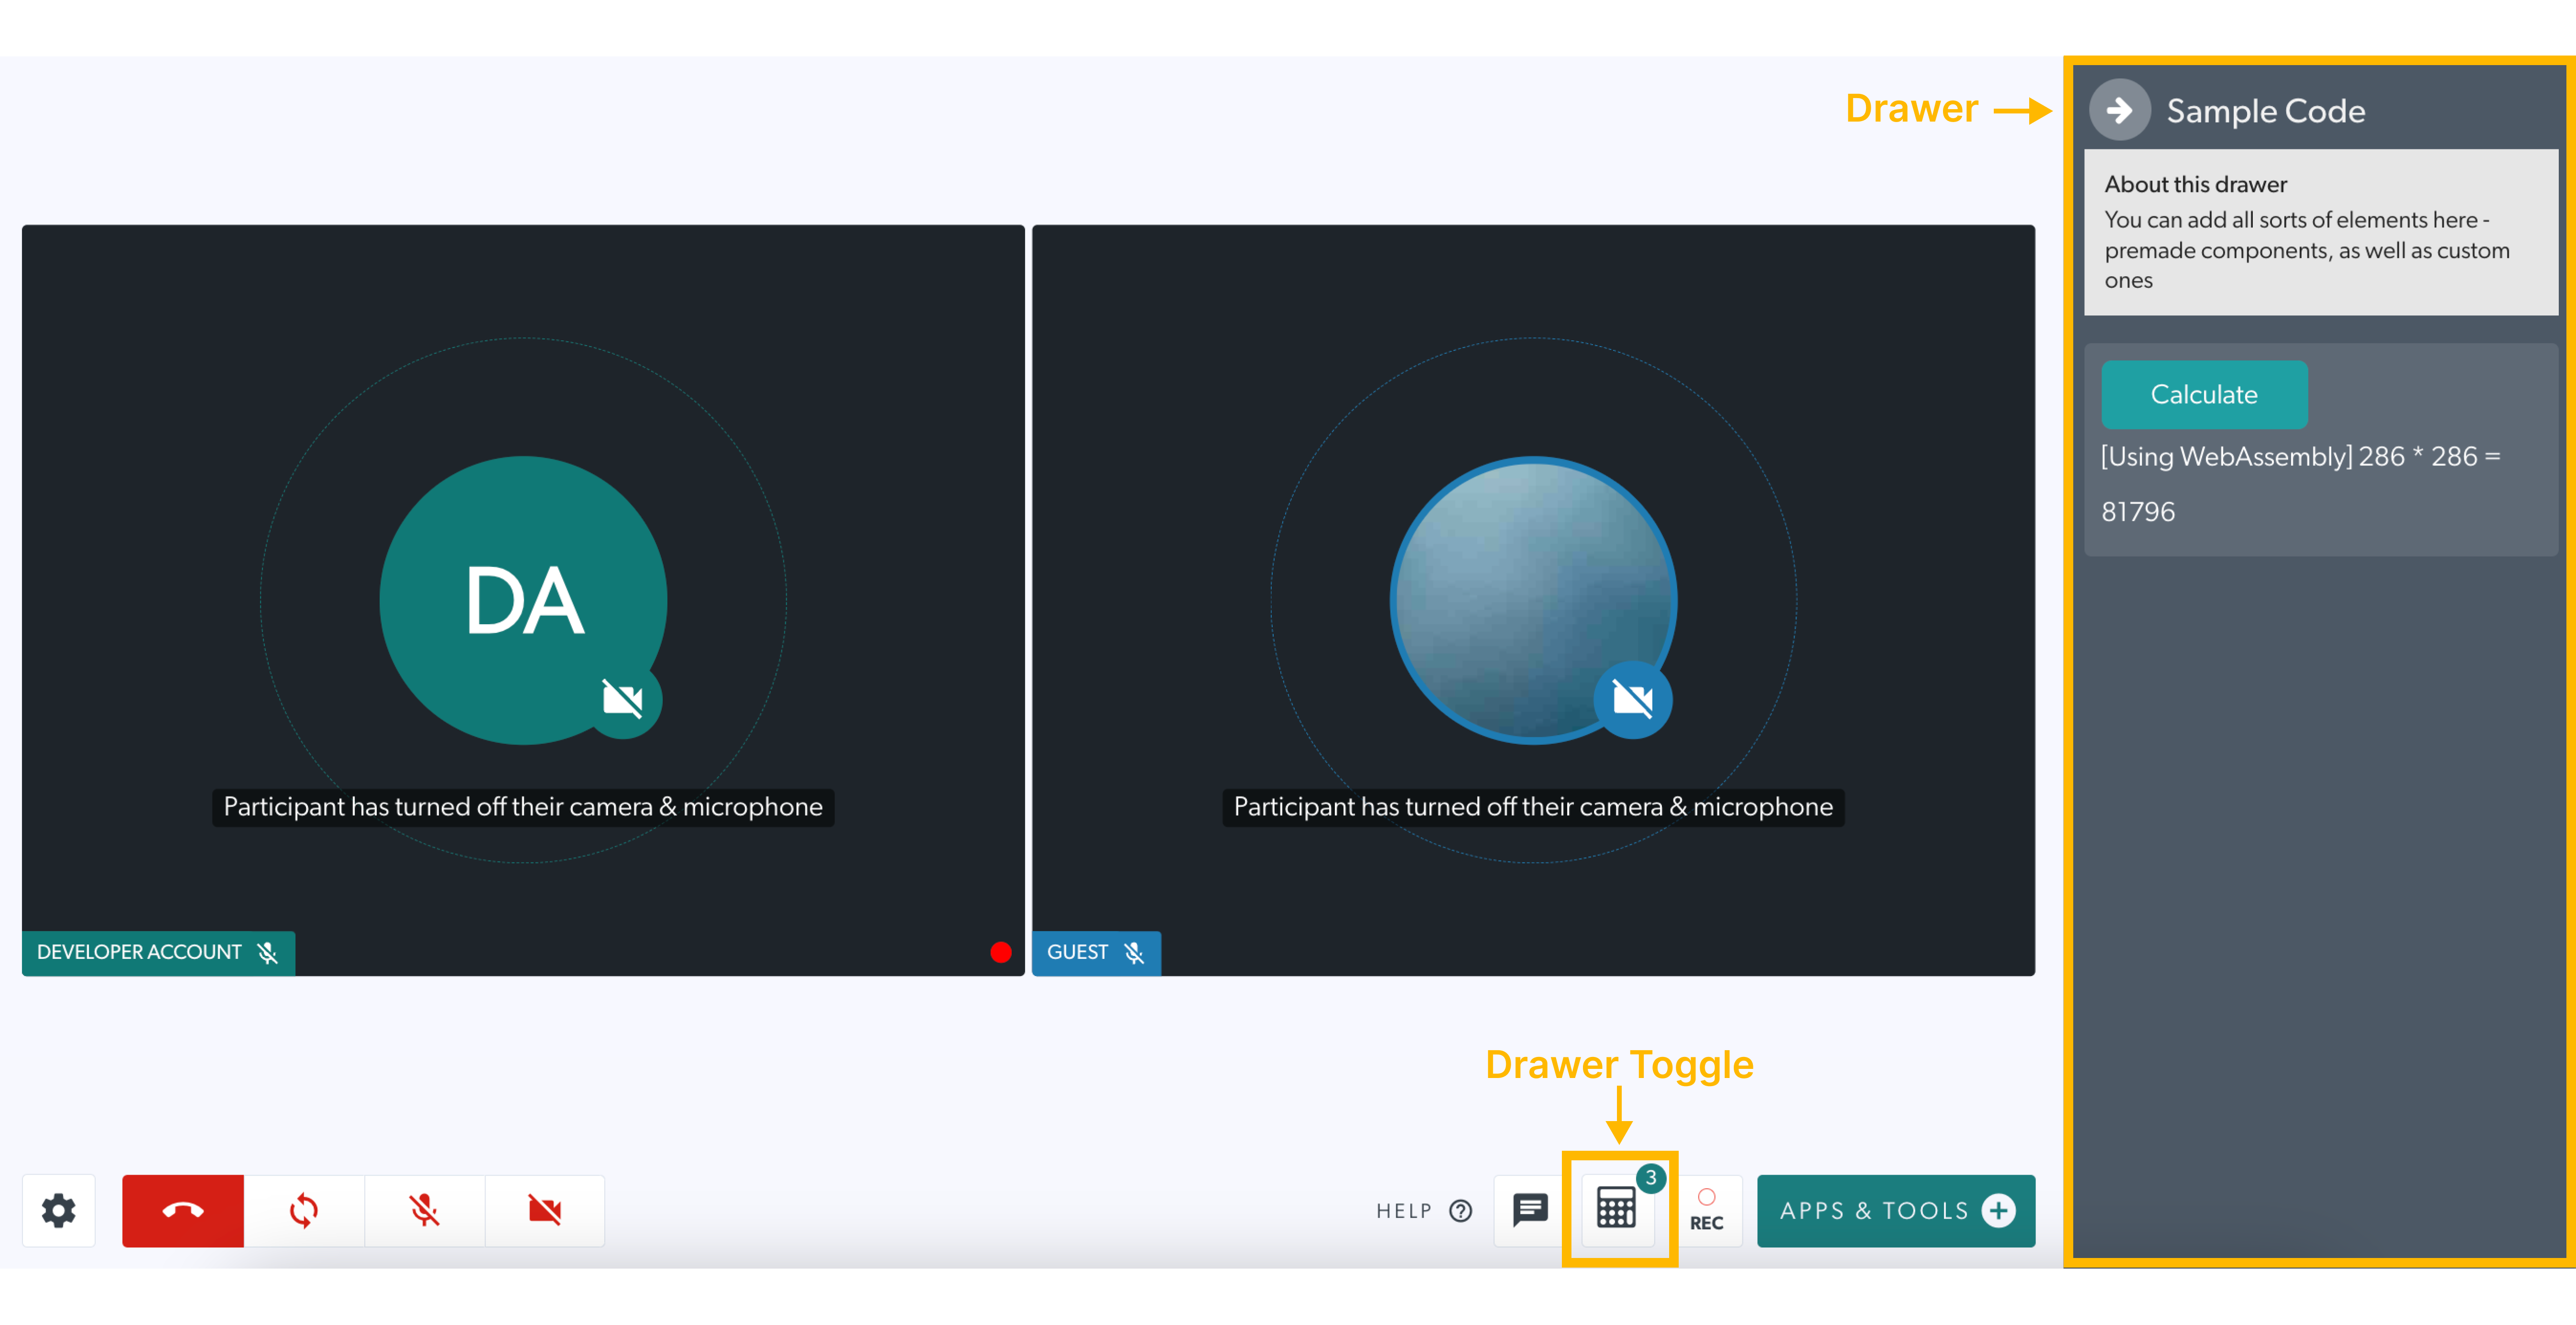 Drawer
Sample Code
About this drawer
You can add all sorts of elements here -
premade components, as well as custom
ones
Calculate
[Using WebAssembly] 286 * 286 =
81796
DA
Participant has turned off their camera & microphone
Participant has turned off their camera & microphone
DEVELOPER ACCOUNT
GUEST
Drawer Toggle
HELP
3
REC
APPS & TOOLS